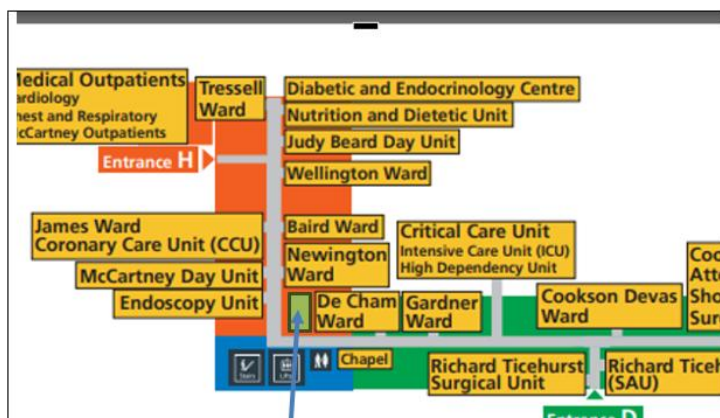 Medical Outpatients
Cardiology
Chest and Respiratory
McCartney Outpatients
Tressell
Ward
Diabetic and Endocrinology Centre
Nutrition and Dietetic Unit
Judy Beard Day Unit
Entrance H
Wellington Ward
James Ward
Coronary Care Unit (CCU)
Baird Ward
McCartney Day Unit
Newington
Ward
Endoscopy Unit
De Cham
Ward
Gardner
Ward
Critical Care Unit
Intensive Care Unit (ICU)
High Dependency Unit
Cookson Devas
Ward
Stairs
Lifts
Chapel
Richard Ticehurst
Surgical Unit
Richard
(SAU)
Entrance D